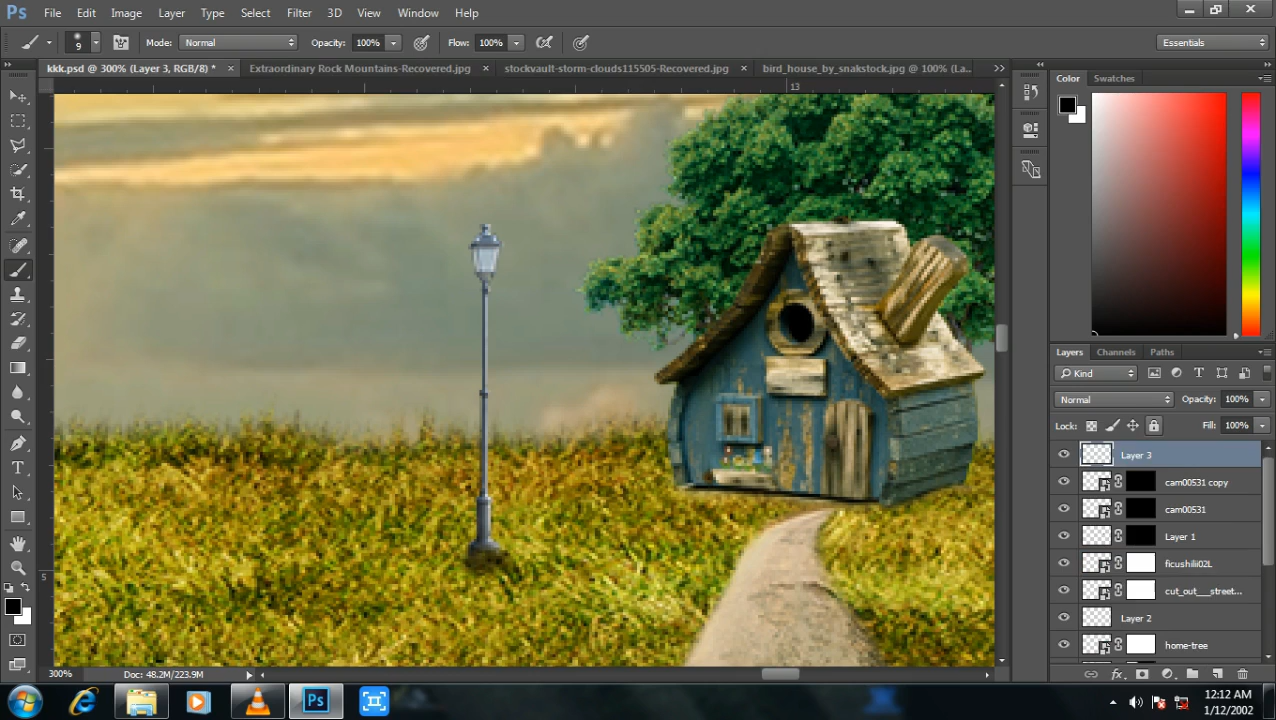 Ps File Edit Image Layer Type Select Filter 3D View Window Help
9 Mode: Normal Opacity: 100% Flow: 100% Essentials
kkk.psd @ 300% (Layer 3, RGB/8) * × Extraordinary Rock Mountains-Recovered.jpg × stockvault-storm-clouds115505-Recovered.jpg × bird_house_by_snakstock.jpg @ 100% (La...
13
5
Color Swatches
Layers Channels Paths
Kind
Normal Opacity: 100%
Lock: Fill: 100%
Layer 3
cam00531 copy
cam00531
Layer 1
ficushilii02L
cut_out___street...
Layer 2
home-tree
300% Doc: 48.2M/223.9M
Ps
12:12 AM
1/12/2002